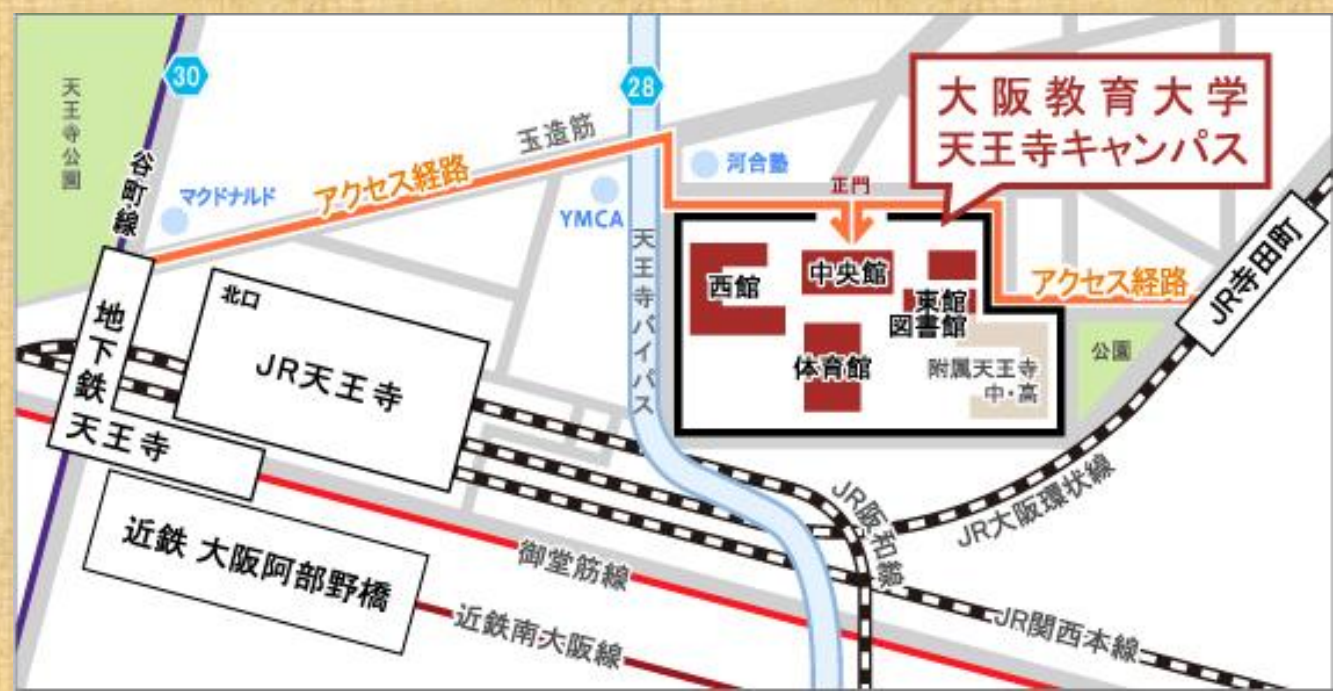 天王寺公園
30
谷町線
マクドナルド
アクセス経路
玉造筋
28
YMCA
河合塾
大阪教育大学
天王寺キャンパス
正門
西館
中央館
東館
図書館
体育館
附属天王寺
中・高
アクセス経路
公園
JR寺田町
天王寺バイパス
北口
JR天王寺
地下鉄
天王寺
近鉄 大阪阿部野橋
御堂筋線
近鉄南大阪線
JR阪和線
JR大阪環状線
JR関西本線